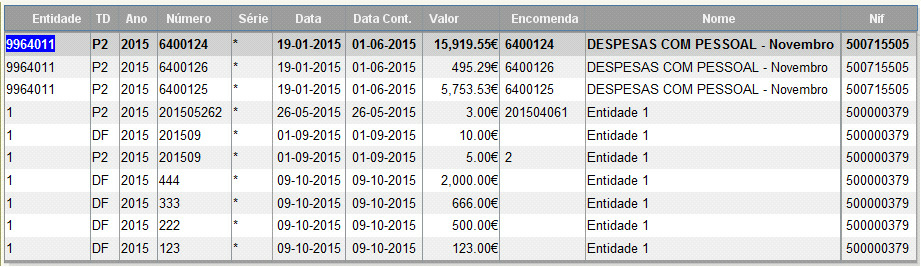 Entidade TD Ano Número Série Data Data Cont. Valor Encomenda Nome Nif
9964011 P2 2015 6400124 * 19-01-2015 01-06-2015 15,919.55€ 6400124 DESPESAS COM PESSOAL - Novembro 500715505
9964011 P2 2015 6400126 * 19-01-2015 01-06-2015 495.29€ 6400126 DESPESAS COM PESSOAL - Novembro 500715505
9964011 P2 2015 6400125 * 19-01-2015 01-06-2015 5,753.53€ 6400125 DESPESAS COM PESSOAL - Novembro 500715505
1 P2 2015 201505262 * 26-05-2015 26-05-2015 3.00€ 201504061 Entidade 1 500000379
1 DF 2015 201509 * 01-09-2015 01-09-2015 10.00€ Entidade 1 500000379
1 P2 2015 201509 * 01-09-2015 01-09-2015 5.00€ 2 Entidade 1 500000379
1 DF 2015 444 * 09-10-2015 09-10-2015 2,000.00€ Entidade 1 500000379
1 DF 2015 333 * 09-10-2015 09-10-2015 666.00€ Entidade 1 500000379
1 DF 2015 222 * 09-10-2015 09-10-2015 500.00€ Entidade 1 500000379
1 DF 2015 123 * 09-10-2015 09-10-2015 123.00€ Entidade 1 500000379